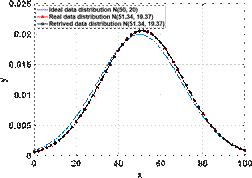 0.025
Ideal data distribution N(50, 20)
Real data distribution N(51.34, 19.37)
Retrived data distribution N(51.34, 19.37)
0.02
0.015
y
0.01
0.005
0
0
20
40
60
80
100
x